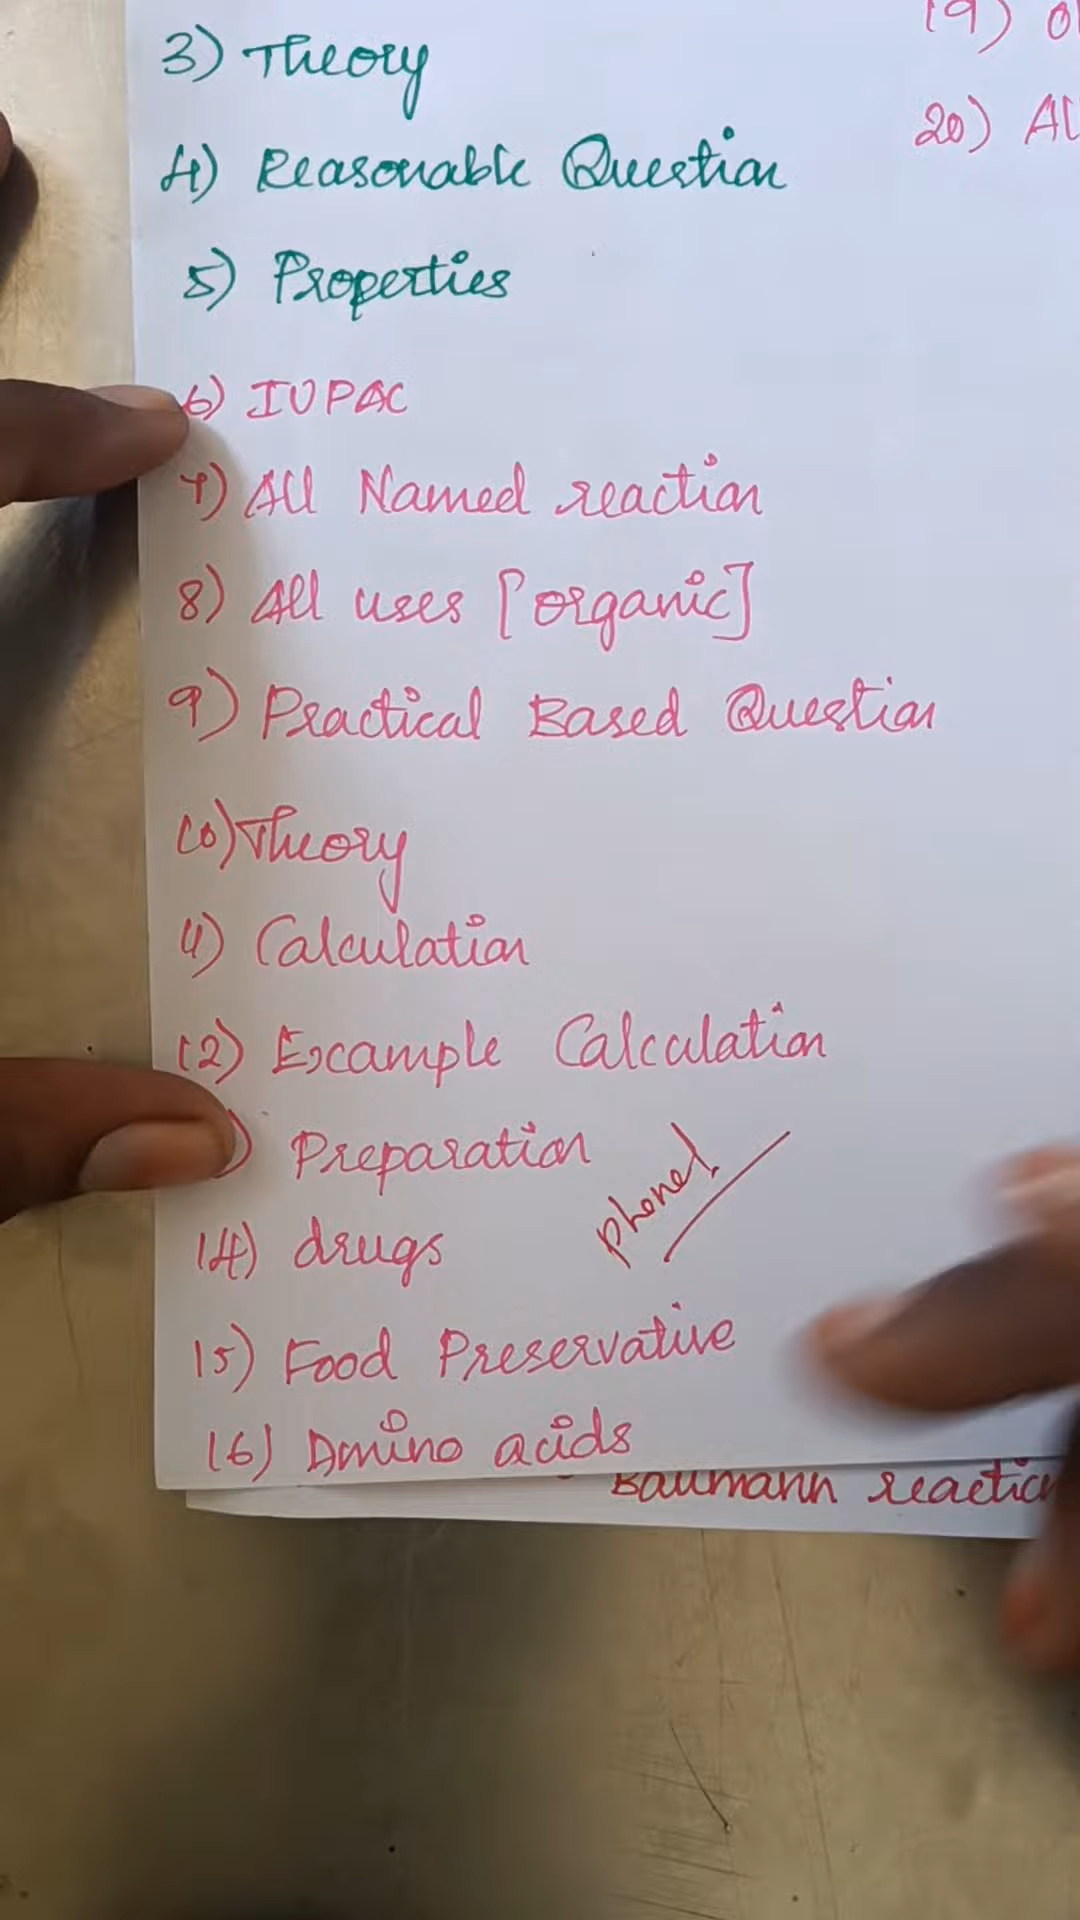 3) Theory
4) Reasonable Question
5) Properties
6) IUPAC
7) All Named reaction
8) All uses [organic]
9) Practical Based Question
10) Theory
11) Calculation
12) Example Calculation
) Preparation
phenol
14) drugs
15) Food Preservative
16) Amino acids
19)
20)
Baumann